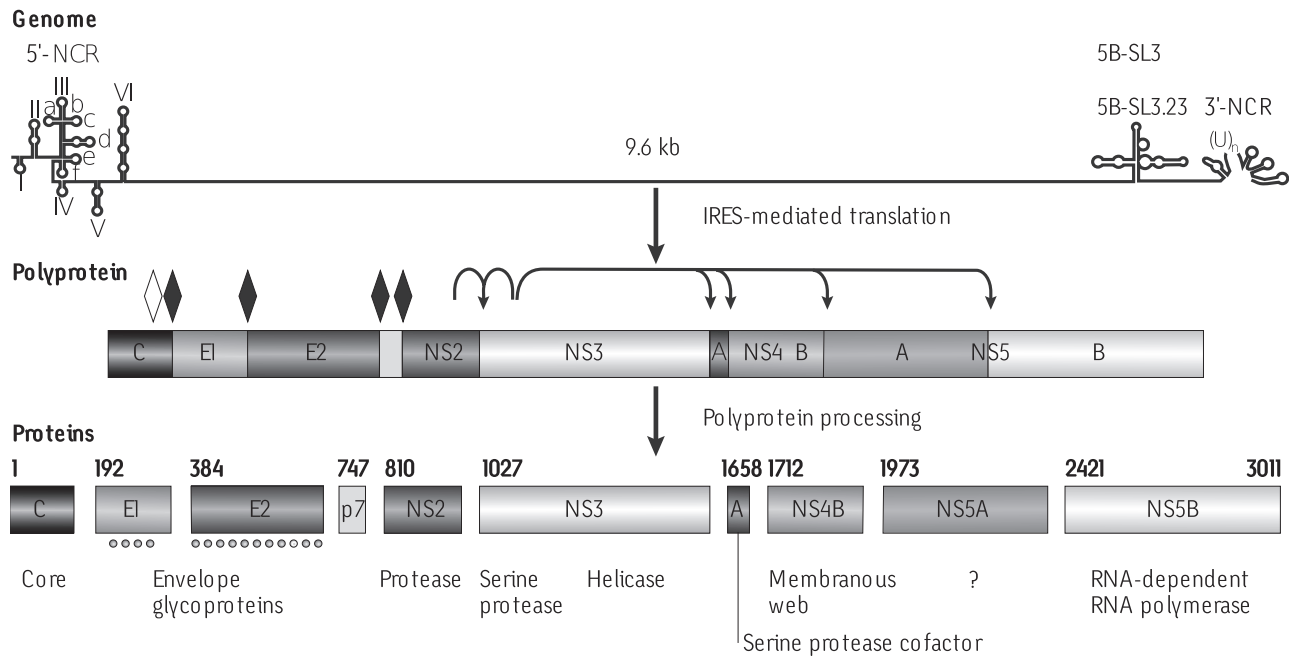 Genome
5'-NCR
5B-SL3
III
VI
II
a
b
c
d
e
f
I
IV
V
5B-SL3.23
3'-NCR
(U)n
9.6 kb
IRES-mediated translation
Polyprotein
C
E1
E2
NS2
NS3
A
NS4
B
A
NS5
B
Polyprotein processing
Proteins
1
192
384
747
810
1027
1658
1712
1973
2421
3011
C
E1
E2
p7
NS2
NS3
A
NS4B
NS5A
NS5B
Core
Envelope
glycoproteins
Protease
Serine
protease
Helicase
Membranous
web
?
RNA-dependent
RNA polymerase
Serine protease cofactor